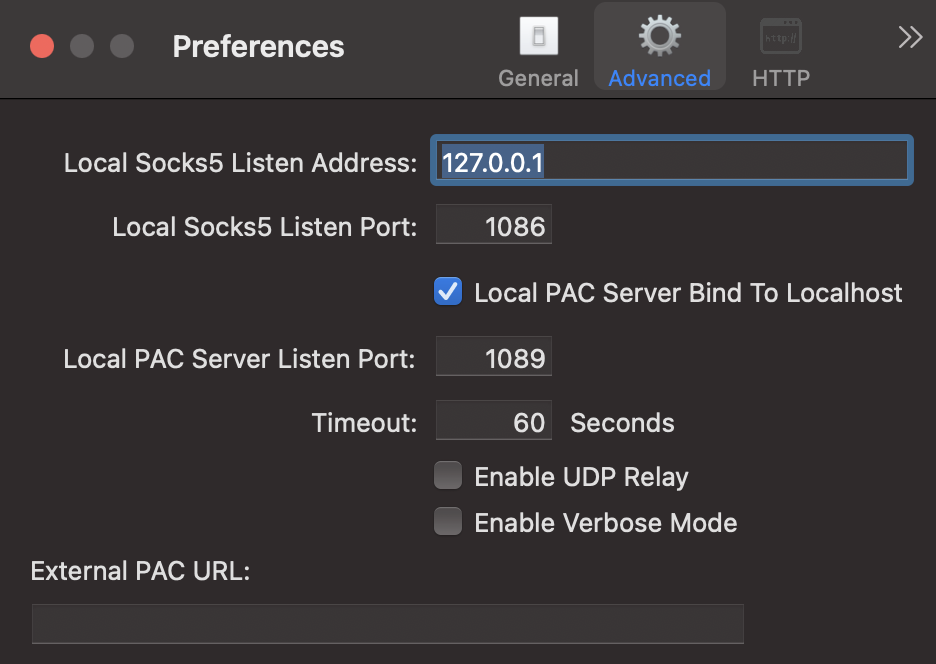 Preferences
General
Advanced
http://
HTTP
Local Socks5 Listen Address: 127.0.0.1
Local Socks5 Listen Port: 1086
Local PAC Server Bind To Localhost
Local PAC Server Listen Port: 1089
Timeout: 60 Seconds
Enable UDP Relay
Enable Verbose Mode
External PAC URL: